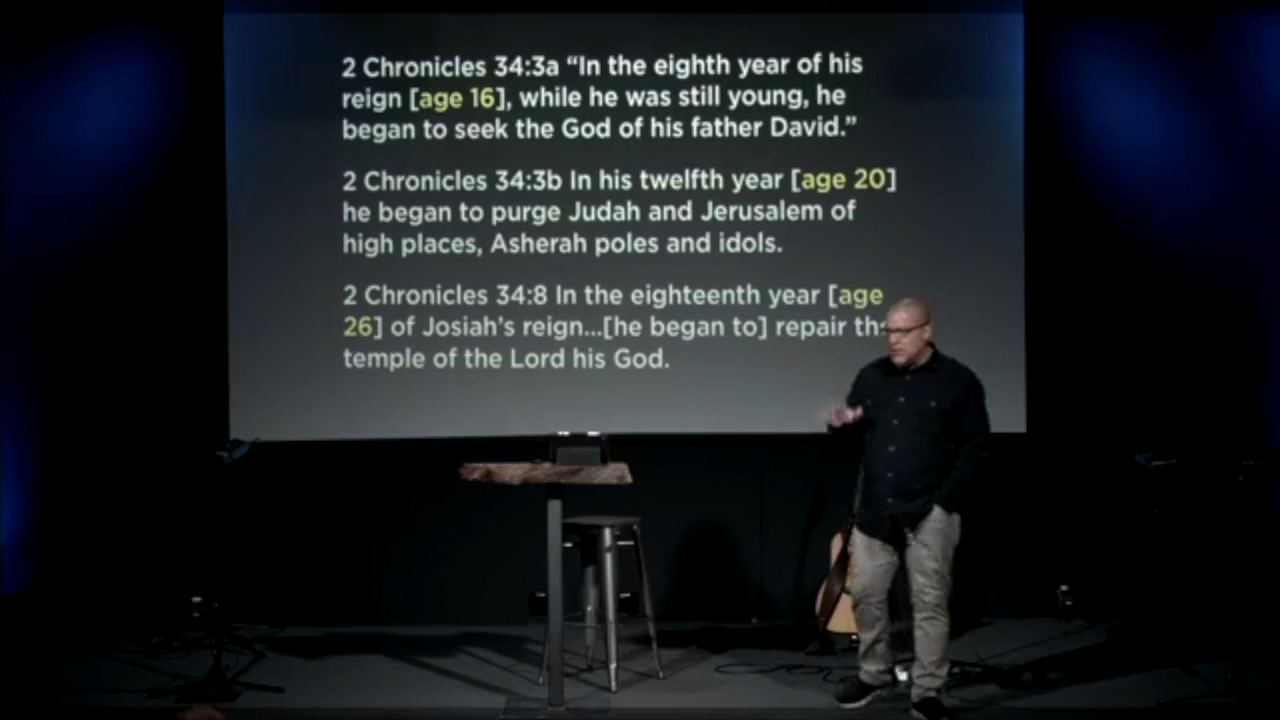 2 Chronicles 34:3a “In the eighth year of his
reign [age 16], while he was still young, he
began to seek the God of his father David.”
2 Chronicles 34:3b In his twelfth year [age 20]
he began to purge Judah and Jerusalem of
high places, Asherah poles and idols.
2 Chronicles 34:8 In the eighteenth year [age
26] of Josiah’s reign...[he began to] repair
temple of the Lord his God.